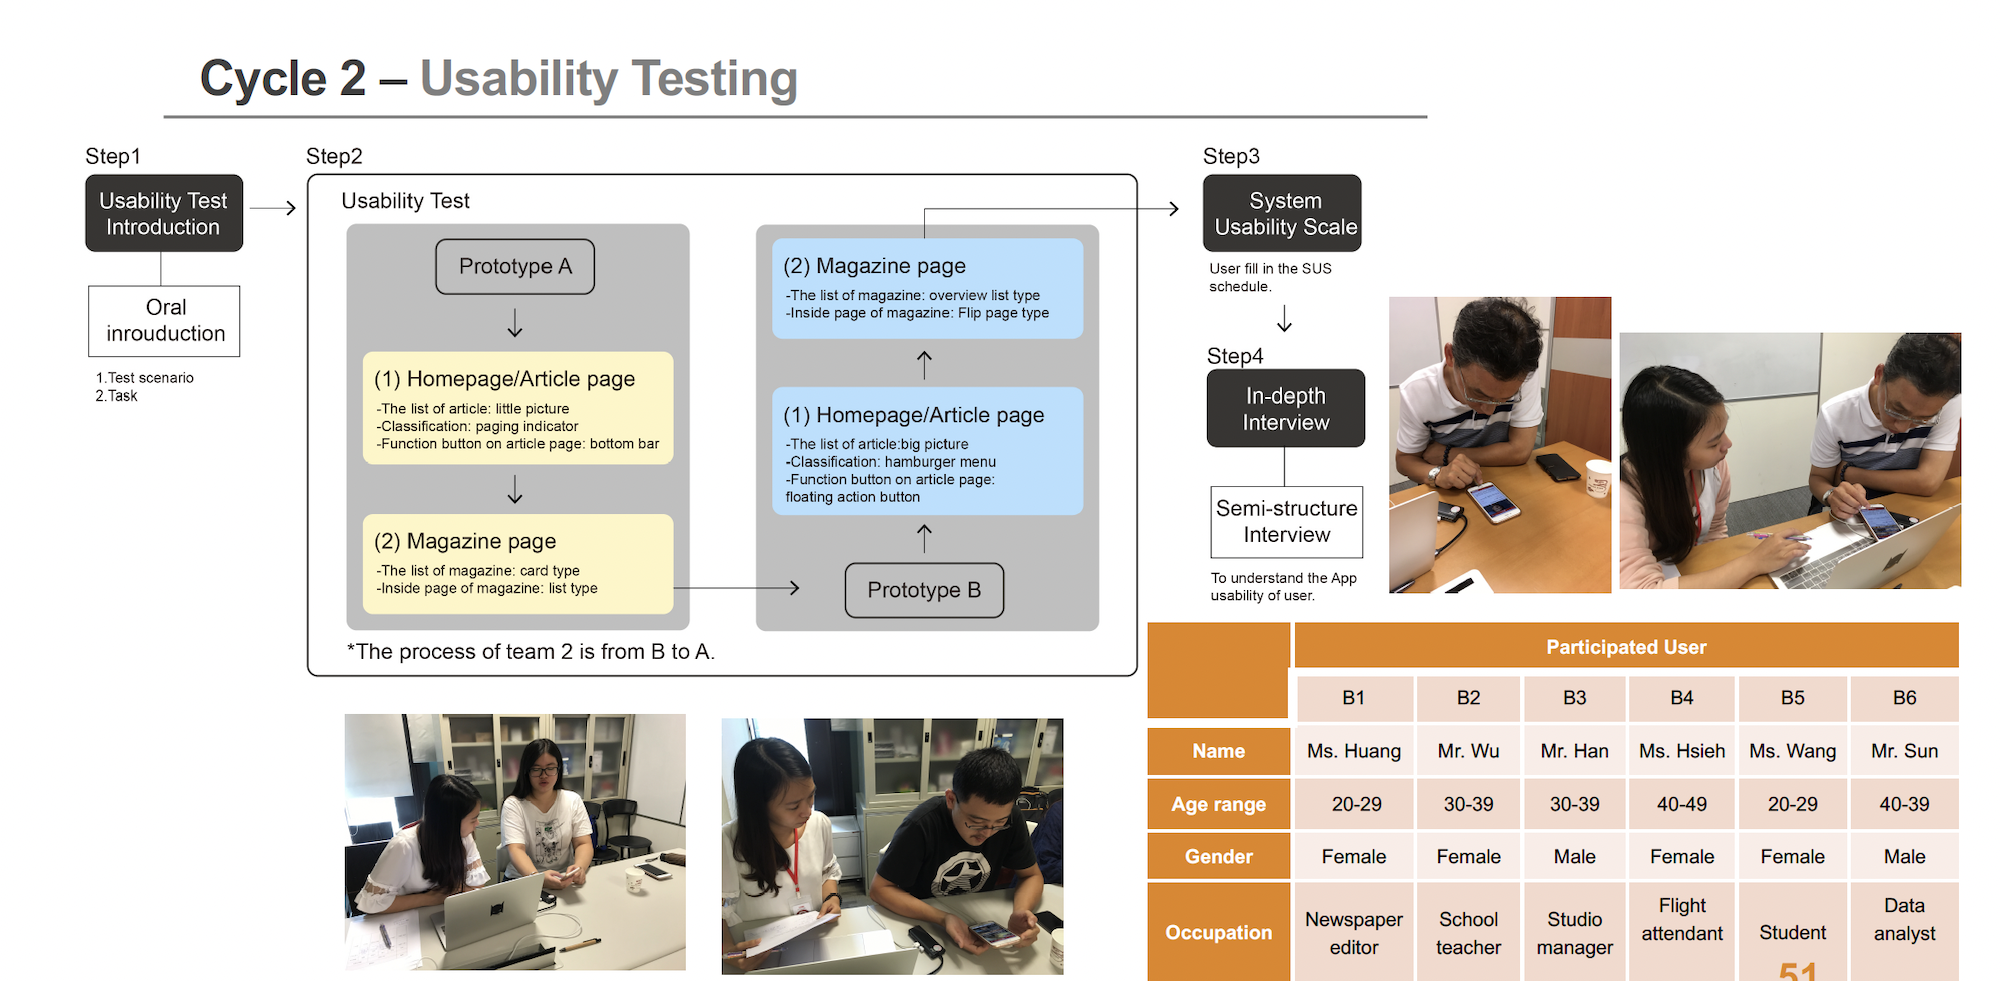 Cycle 2 – Usability Testing
Step1
Usability Test
Introduction
Oral
inrouduction
1.Test scenario
2.Task
Step2
Usability Test
Prototype A
(1) Homepage/Article page
-The list of article: little picture
-Classification: paging indicator
-Function button on article page: bottom bar
(2) Magazine page
-The list of magazine: card type
-Inside page of magazine: list type
(2) Magazine page
-The list of magazine: overview list type
-Inside page of magazine: Flip page type
(1) Homepage/Article page
-The list of article:big picture
-Classification: hamburger menu
-Function button on article page:
floating action button
Prototype B
*The process of team 2 is from B to A.
Step3
System
Usability Scale
User fill in the SUS
schedule.
Step4
In-depth
Interview
Semi-structure
Interview
To understand the App
usability of user.
Participated User
B1 B2 B3 B4 B5 B6
Name Ms. Huang Mr. Wu Mr. Han Ms. Hsieh Ms. Wang Mr. Sun
Age range 20-29 30-39 30-39 40-49 20-29 40-39
Gender Female Female Male Female Female Male
Occupation Newspaper editor School teacher Studio manager Flight attendant Student Data analyst
51